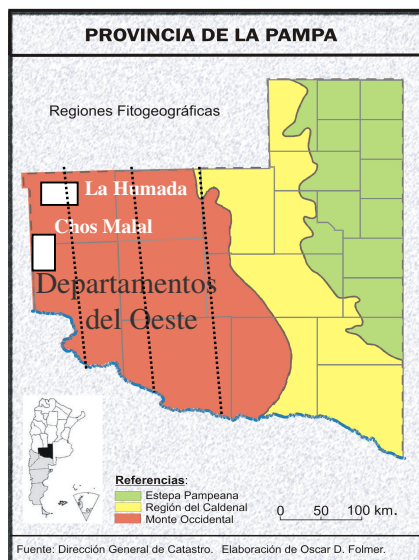 PROVINCIA DE LA PAMPA
Regiones Fitogeográficas
La Humada
Chos Malal
Departamentos
del Oeste
Referencias:
Estepa Pampeana
Región del Caldenal
Monte Occidental
0 50 100 km.
Fuente: Dirección General de Catastro. Elaboración de Oscar D. Folmer.